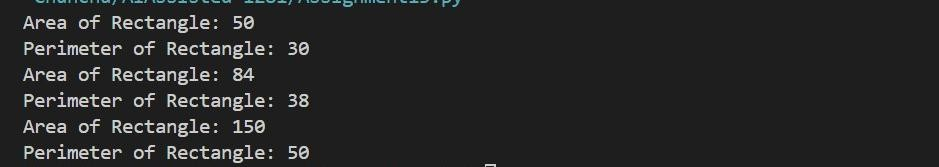 Area of Rectangle: 50
Perimeter of Rectangle: 30
Area of Rectangle: 84
Perimeter of Rectangle: 38
Area of Rectangle: 150
Perimeter of Rectangle: 50